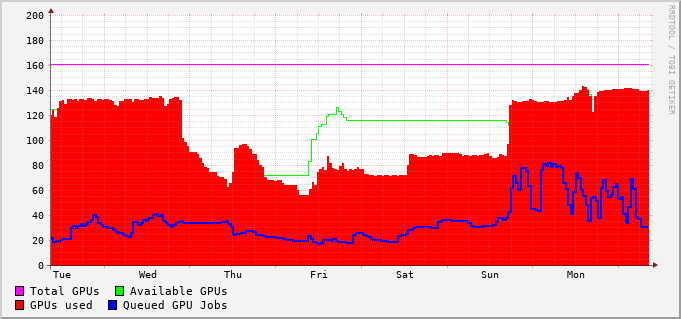 200
180
160
140
120
100
80
60
40
20
0
Tue Wed Thu Fri Sat Sun Mon
Total GPUs Available GPUs
GPUs used Queued GPU Jobs
RRDTOOL / TOBI OETIKER